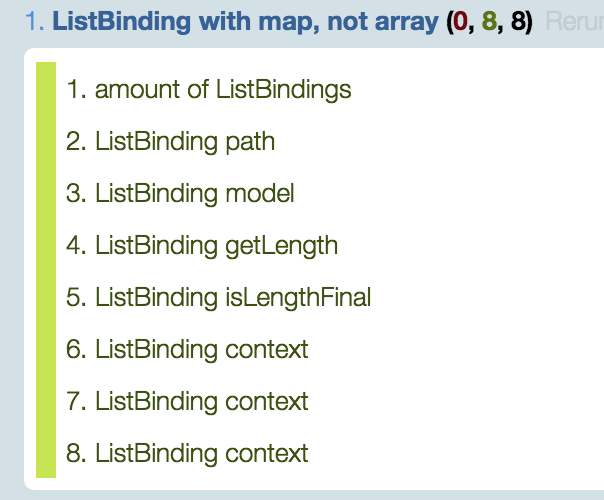 1. ListBinding with map, not array (0, 8, 8)
1. amount of ListBindings
2. ListBinding path
3. ListBinding model
4. ListBinding getLength
5. ListBinding isLengthFinal
6. ListBinding context
7. ListBinding context
8. ListBinding context